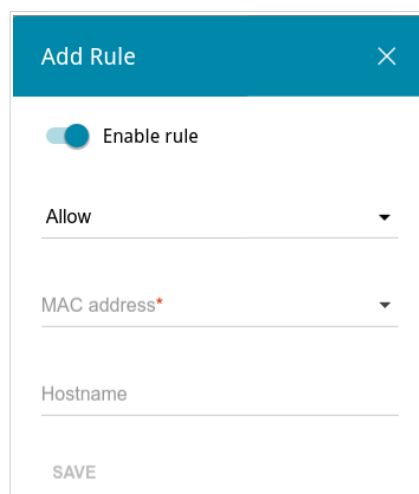 Add Rule
Enable rule
Allow
MAC address*
Hostname
SAVE